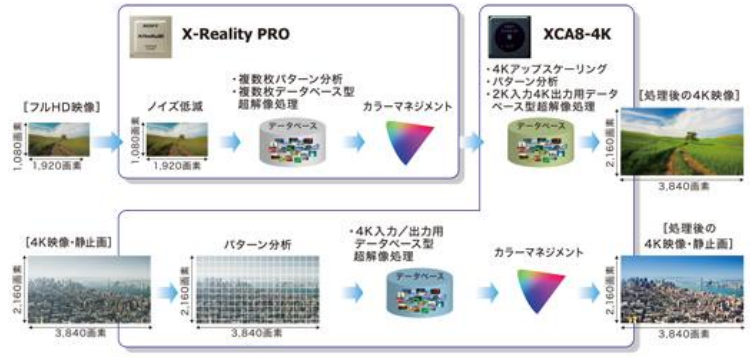 SONY
X-Reality PRO
XCA8-4K
・複数枚パターン分析
・複数枚データベース型
超解像処理
・4Kアップスケーリング
・パターン分析
・2K入力4K出力用データ
ベース型超解像処理
[フルHD映像]
ノイズ低減
カラーマネジメント
[処理後の4K映像]
データベース
データベース
1,080画素
1,920画素
1,080画素
1,920画素
2,160画素
3,840画素
[4K映像・静止画]
パターン分析
・4K入力／出力用
データベース型
超解像処理
カラーマネジメント
[処理後の
4K映像・静止画]
データベース
2,160画素
3,840画素
2,160画素
3,840画素
2,160画素
3,840画素